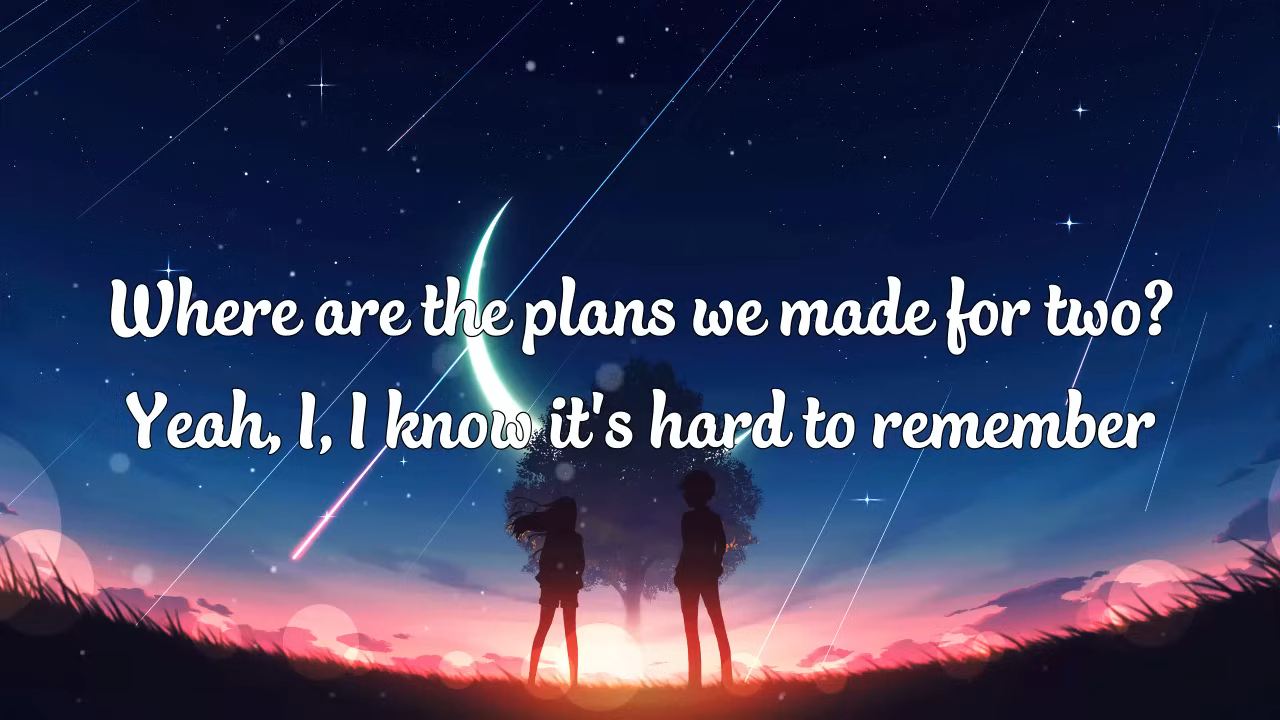 Where are the plans we made for two?
Yeah, I, I know it's hard to remember